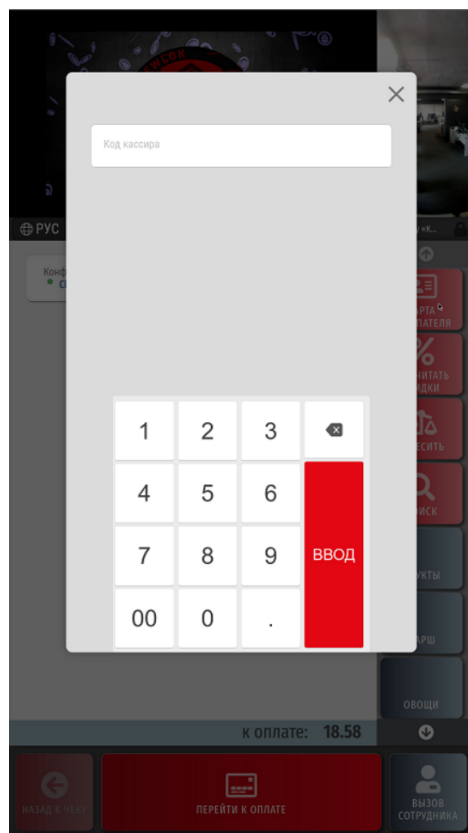 РУС
Код кассира
1 2 3
4 5 6
7 8 9
ВВОД
00 0 .
ОВОЩИ
К ОПЛАТЕ: 18.58
НАЗАД К ЧЕКУ
ПЕРЕЙТИ К ОПЛАТЕ
ВЫЗОВ
СОТРУДНИКА